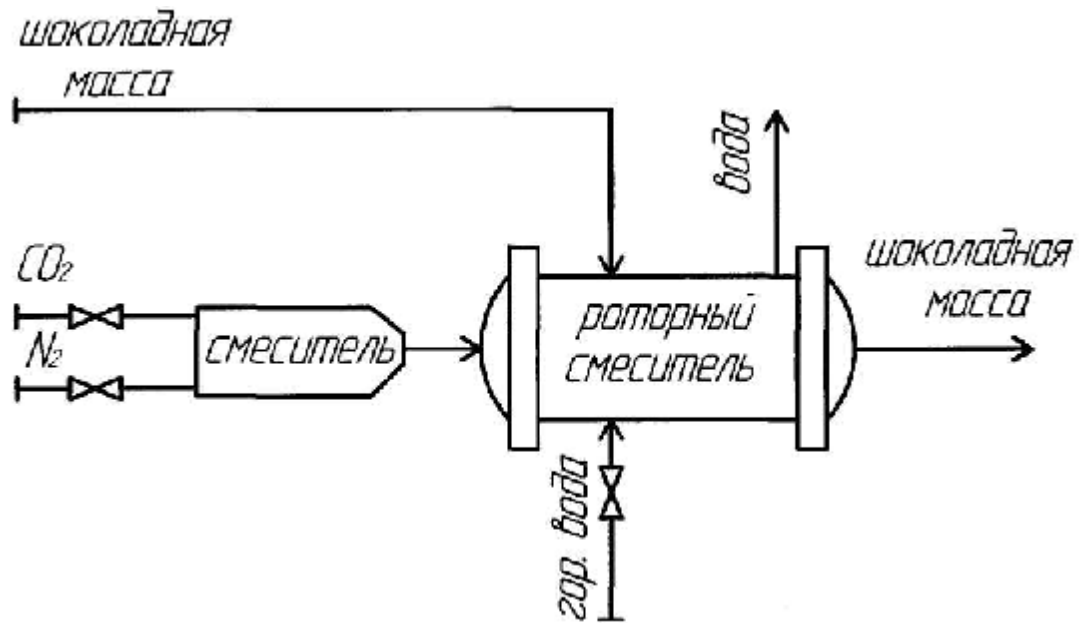 шоколадная
масса
вода
CO₂
N₂
смеситель
роторный
смеситель
шоколадная
масса
гор. вода